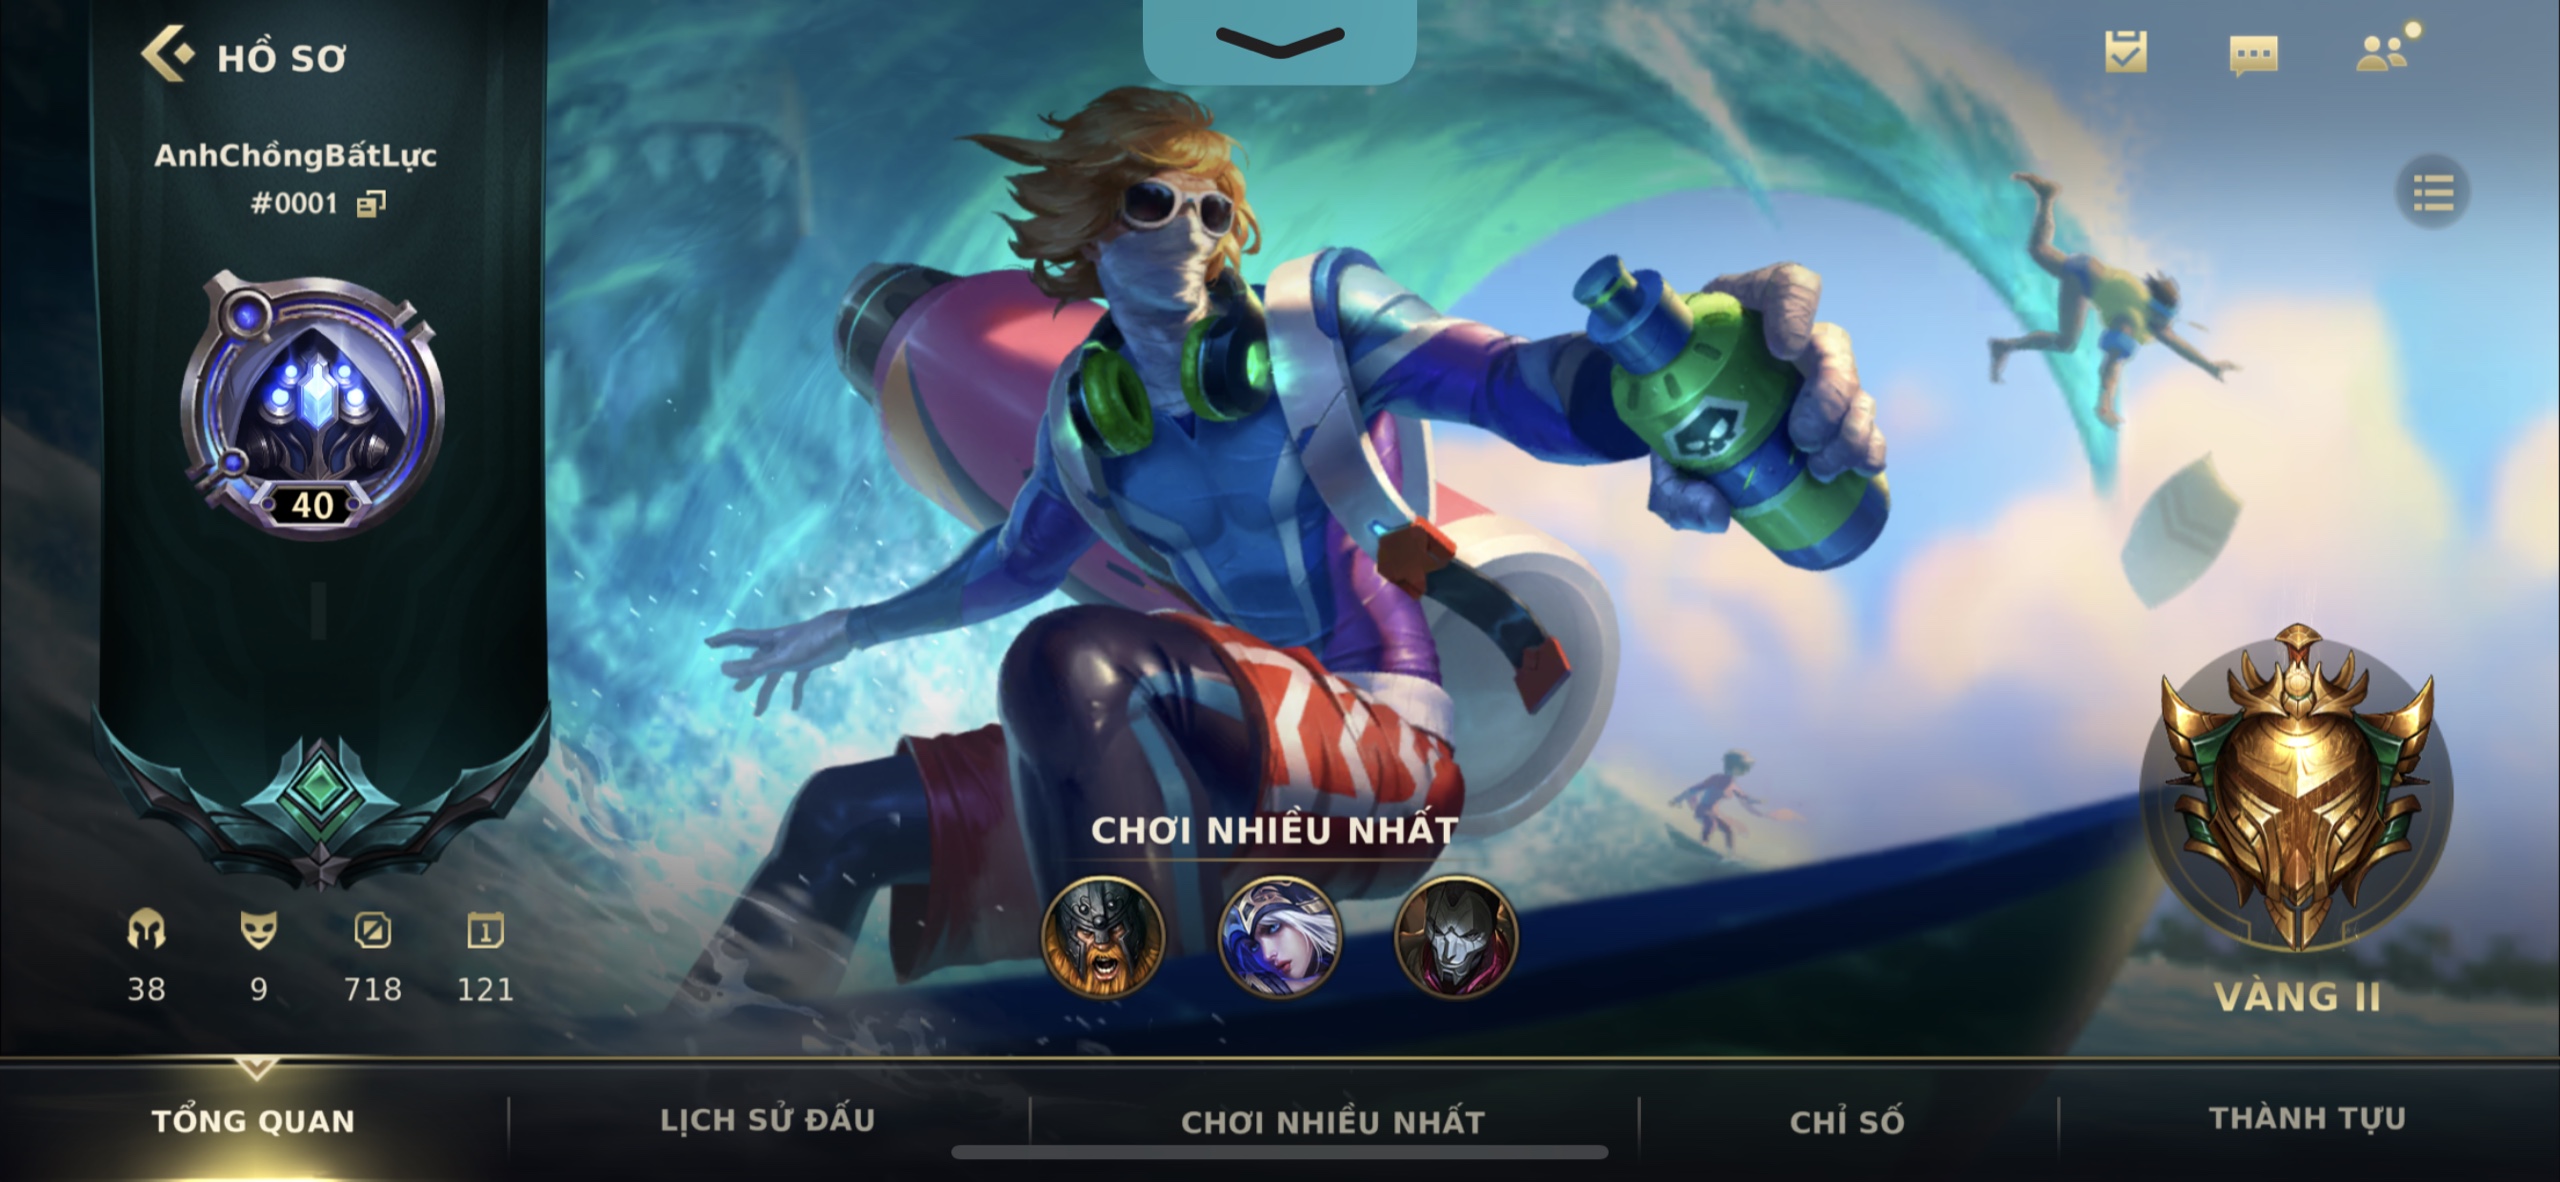 HỒ SƠ
AnhChồngBấtLực
#0001
40
38
9
718
1
121
CHƠI NHIỀU NHẤT
VÀNG II
TỔNG QUAN
LỊCH SỬ ĐẤU
CHƠI NHIỀU NHẤT
CHỈ SỐ
THÀNH TỰU